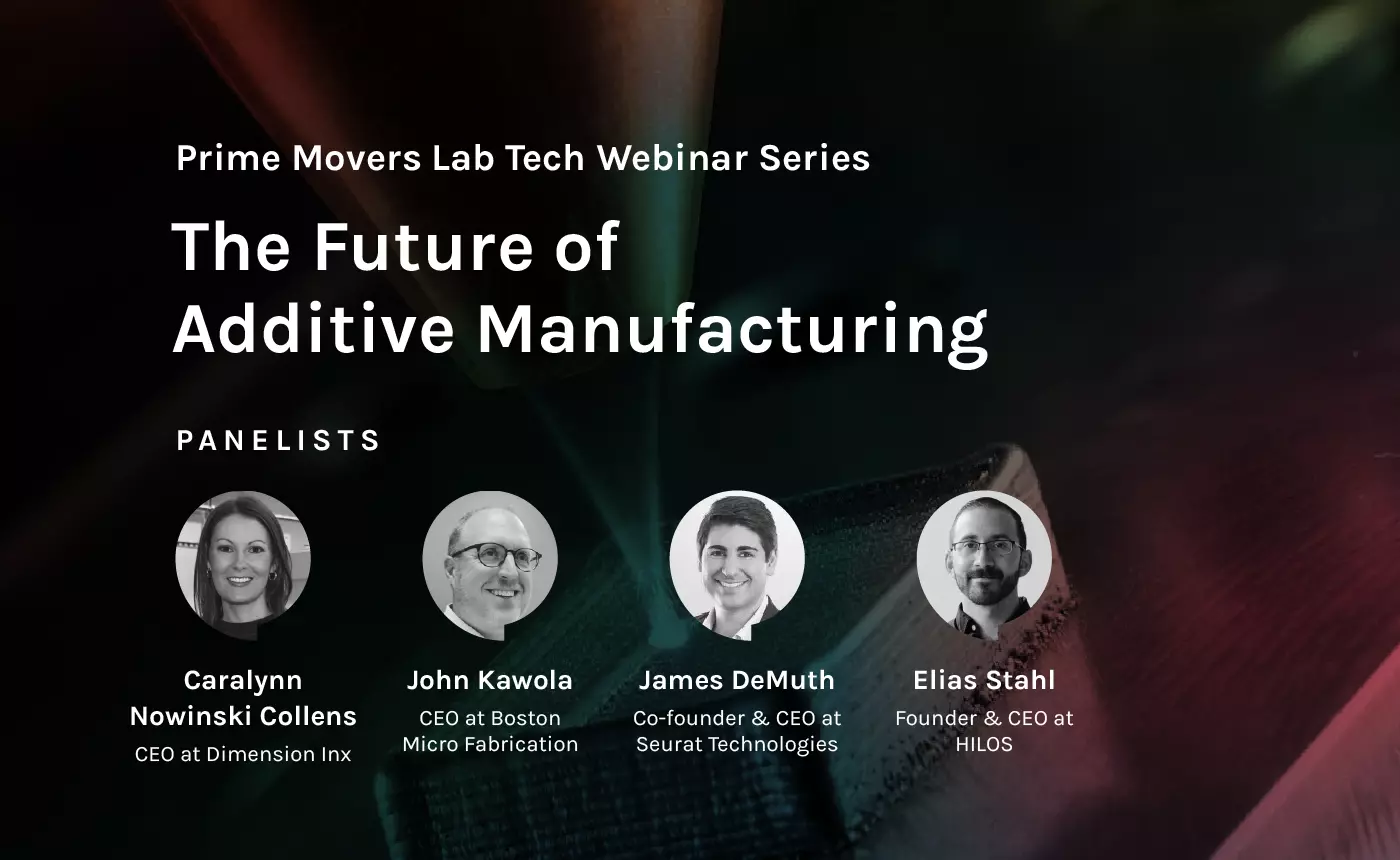 Prime Movers Lab Tech Webinar Series
The Future of
Additive Manufacturing
PANELISTS
Caralynn
Nowinski Collens
CEO at Dimension Inx
John Kawola
CEO at Boston
Micro Fabrication
James DeMuth
Co-founder & CEO at
Seurat Technologies
Elias Stahl
Founder & CEO at
HILOS